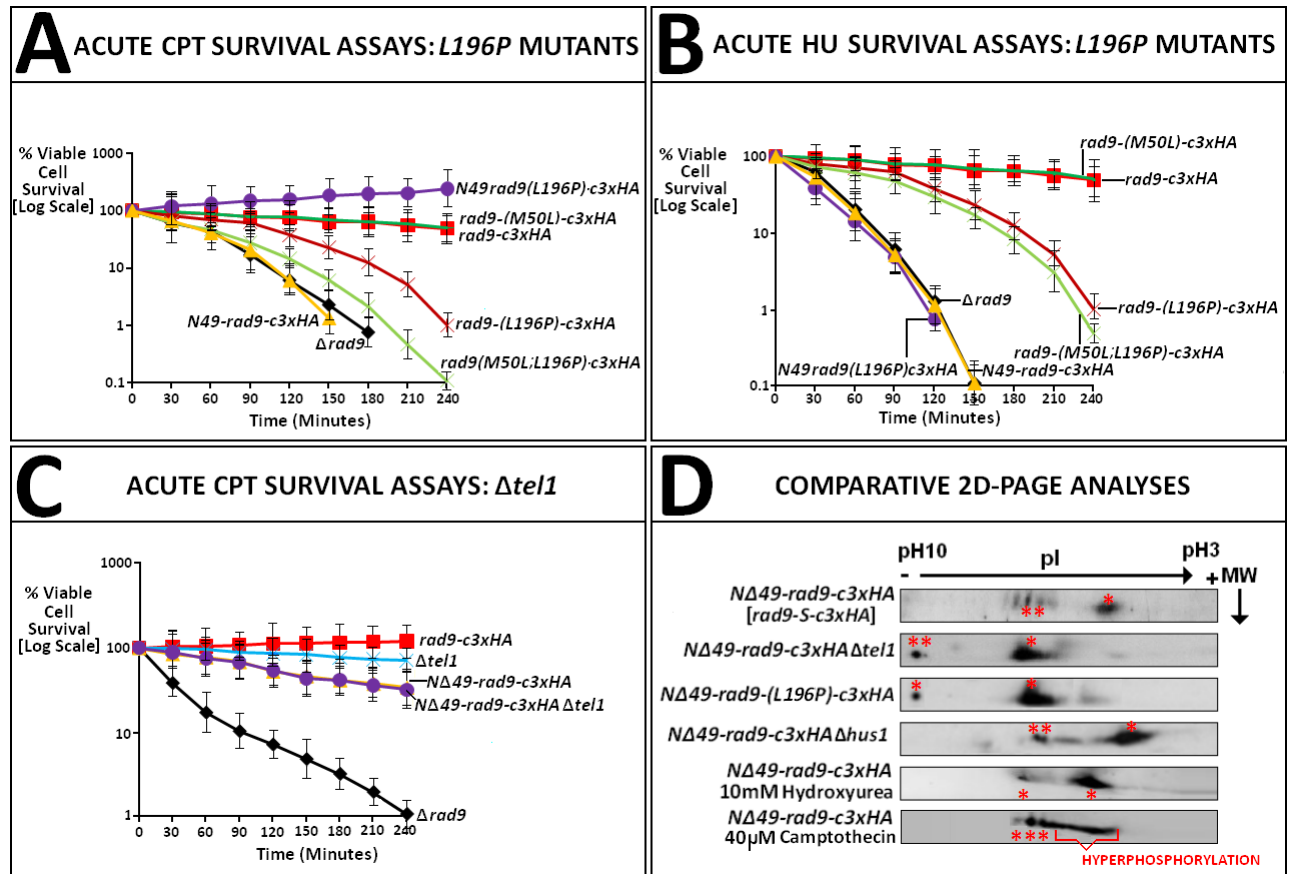 A ACUTE CPT SURVIVAL ASSAYS: L196P MUTANTS
% Viable
Cell
Survival
[Log Scale]
1000
100
10
1
0.1
0 30 60 90 120 150 180 210 240
Time (Minutes)
N49rad9(L196P)-c3xHA
rad9-(M50L)-c3xHA
rad9-c3xHA
rad9-(L196P)-c3xHA
rad9(M50L;L196P)-c3xHA
N49-rad9-c3xHA
Δrad9
B ACUTE HU SURVIVAL ASSAYS: L196P MUTANTS
% Viable
Cell
Survival
[Log Scale]
100
10
1
0.1
0 30 60 90 120 150 180 210 240
Time (Minutes)
rad9-(M50L)-c3xHA
rad9-c3xHA
Δrad9
rad9-(L196P)-c3xHA
rad9-(M50L;L196P)-c3xHA
N49rad9(L196P)c3xHA
N49-rad9-c3xHA
C ACUTE CPT SURVIVAL ASSAYS: Δtel1
% Viable
Cell
Survival
[Log Scale]
1000
100
10
1
0 30 60 90 120 150 180 210 240
Time (Minutes)
rad9-c3xHA
Δtel1
NΔ49-rad9-c3xHA
NΔ49-rad9-c3xHAΔtel1
Δrad9
D COMPARATIVE 2D-PAGE ANALYSES
pH10 pI pH3
- + MW
NΔ49-rad9-c3xHA
[rad9-S-c3xHA]
** *
NΔ49-rad9-c3xHAΔtel1
** *
NΔ49-rad9-(L196P)-c3xHA
* *
NΔ49-rad9-c3xHAΔhus1
** *
NΔ49-rad9-c3xHA
10mM Hydroxyurea
* *
NΔ49-rad9-c3xHA
40µM Camptothecin
***
HYPERPHOSPHORYLATION